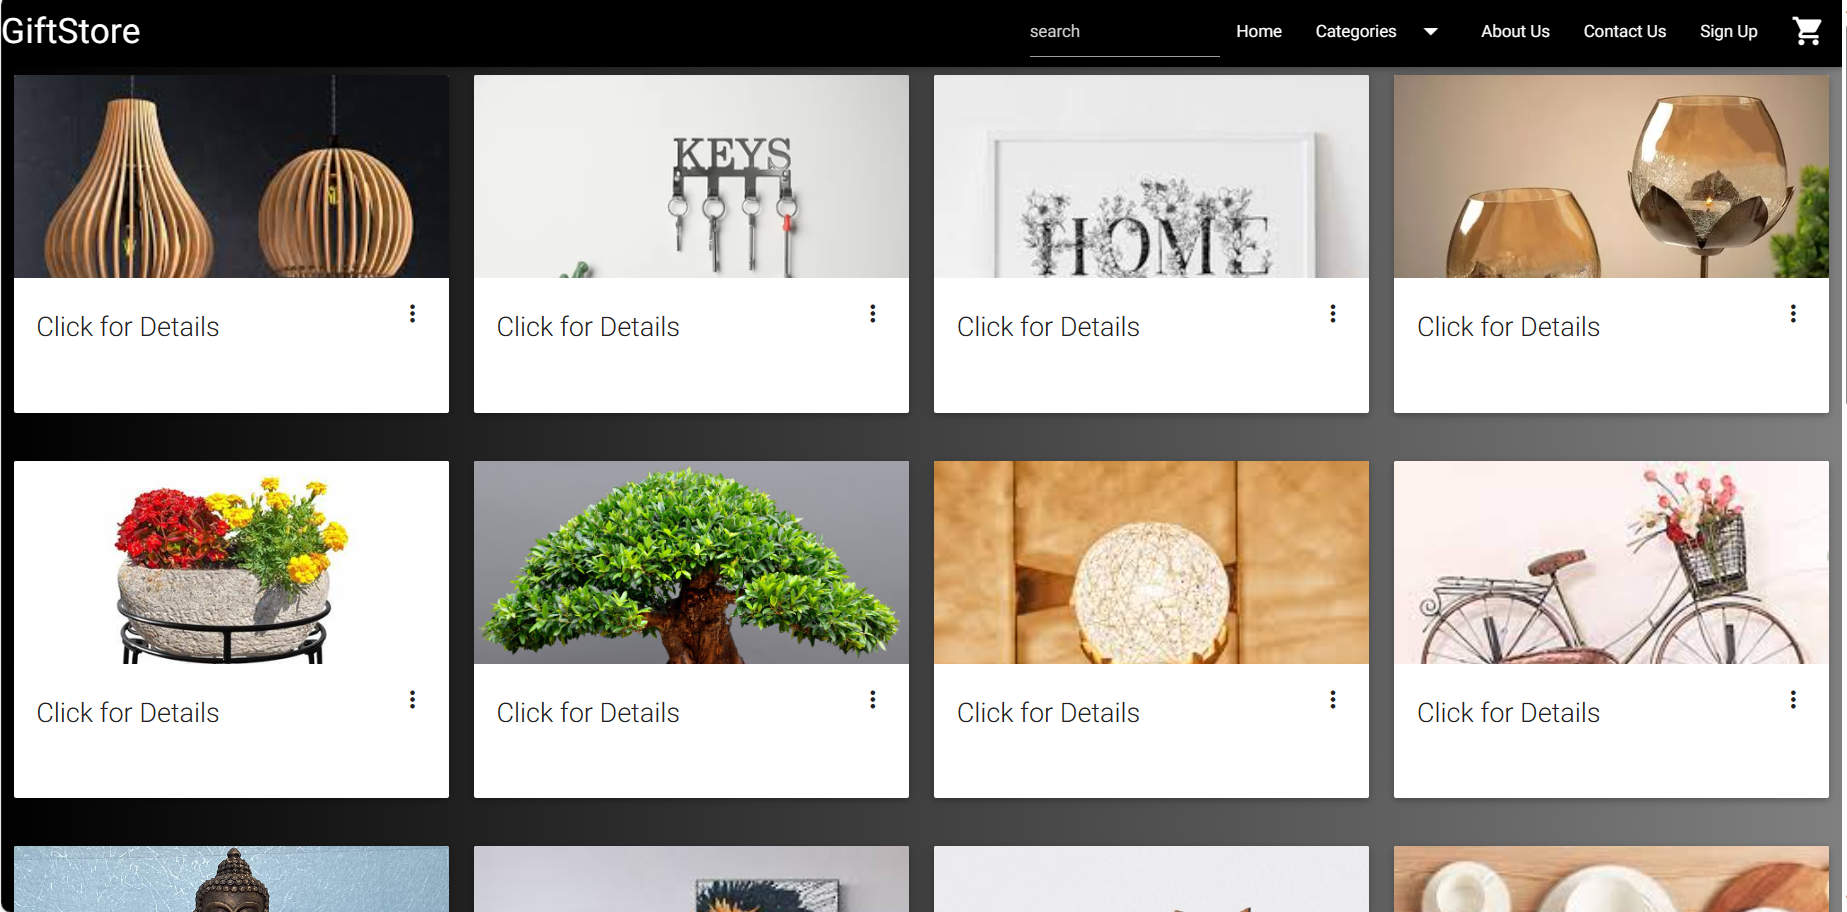 GiftStore
search
Home
Categories
About Us
Contact Us
Sign Up
KEYS
HOME
Click for Details
Click for Details
Click for Details
Click for Details
Click for Details
Click for Details
Click for Details
Click for Details